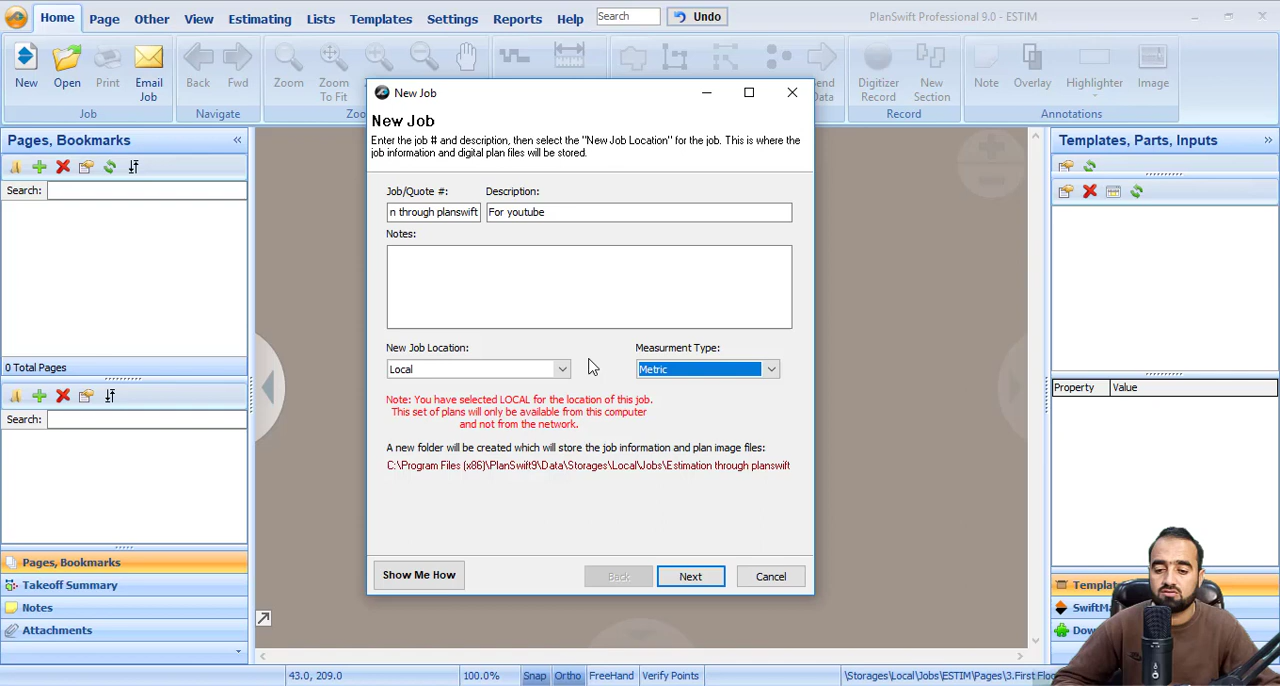 Home Page Other View Estimating Lists Templates Settings Reports Help Search Undo
PlanSwift Professional 9.0 - ESTIM
New Open Print Email Job Back Fwd Zoom Zoom To Fit Zoom Digitizer Record New Section Note Overlay Highlighter Image
Job Navigate Record Annotations
Pages, Bookmarks
Search:
0 Total Pages
Search:
Pages, Bookmarks
Takeoff Summary
Notes
Attachments
New Job
New Job
Enter the job # and description, then select the "New Job Location" for the job. This is where the
job information and digital plan files will be stored.
Job/Quote #: Description:
n through planswift For youtube
Notes:
New Job Location: Measurment Type:
Local Metric
Note: You have selected LOCAL for the location of this job.
This set of plans will only be available from this computer
and not from the network.
A new folder will be created which will store the job information and plan image files:
C:\Program Files (x86)\PlanSwift9\Data\Storages\Local\Jobs\Estimation through planswift
Show Me How Back Next Cancel
Templates, Parts, Inputs
Property Value
43.0, 209.0 100.0% Snap Ortho FreeHand Verify Points